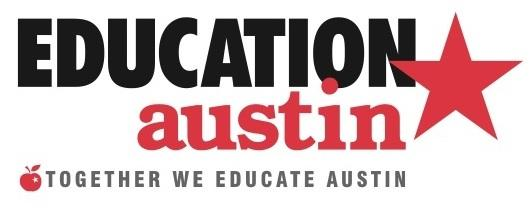 EDUCATION
austin
TOGETHER WE EDUCATE AUSTIN